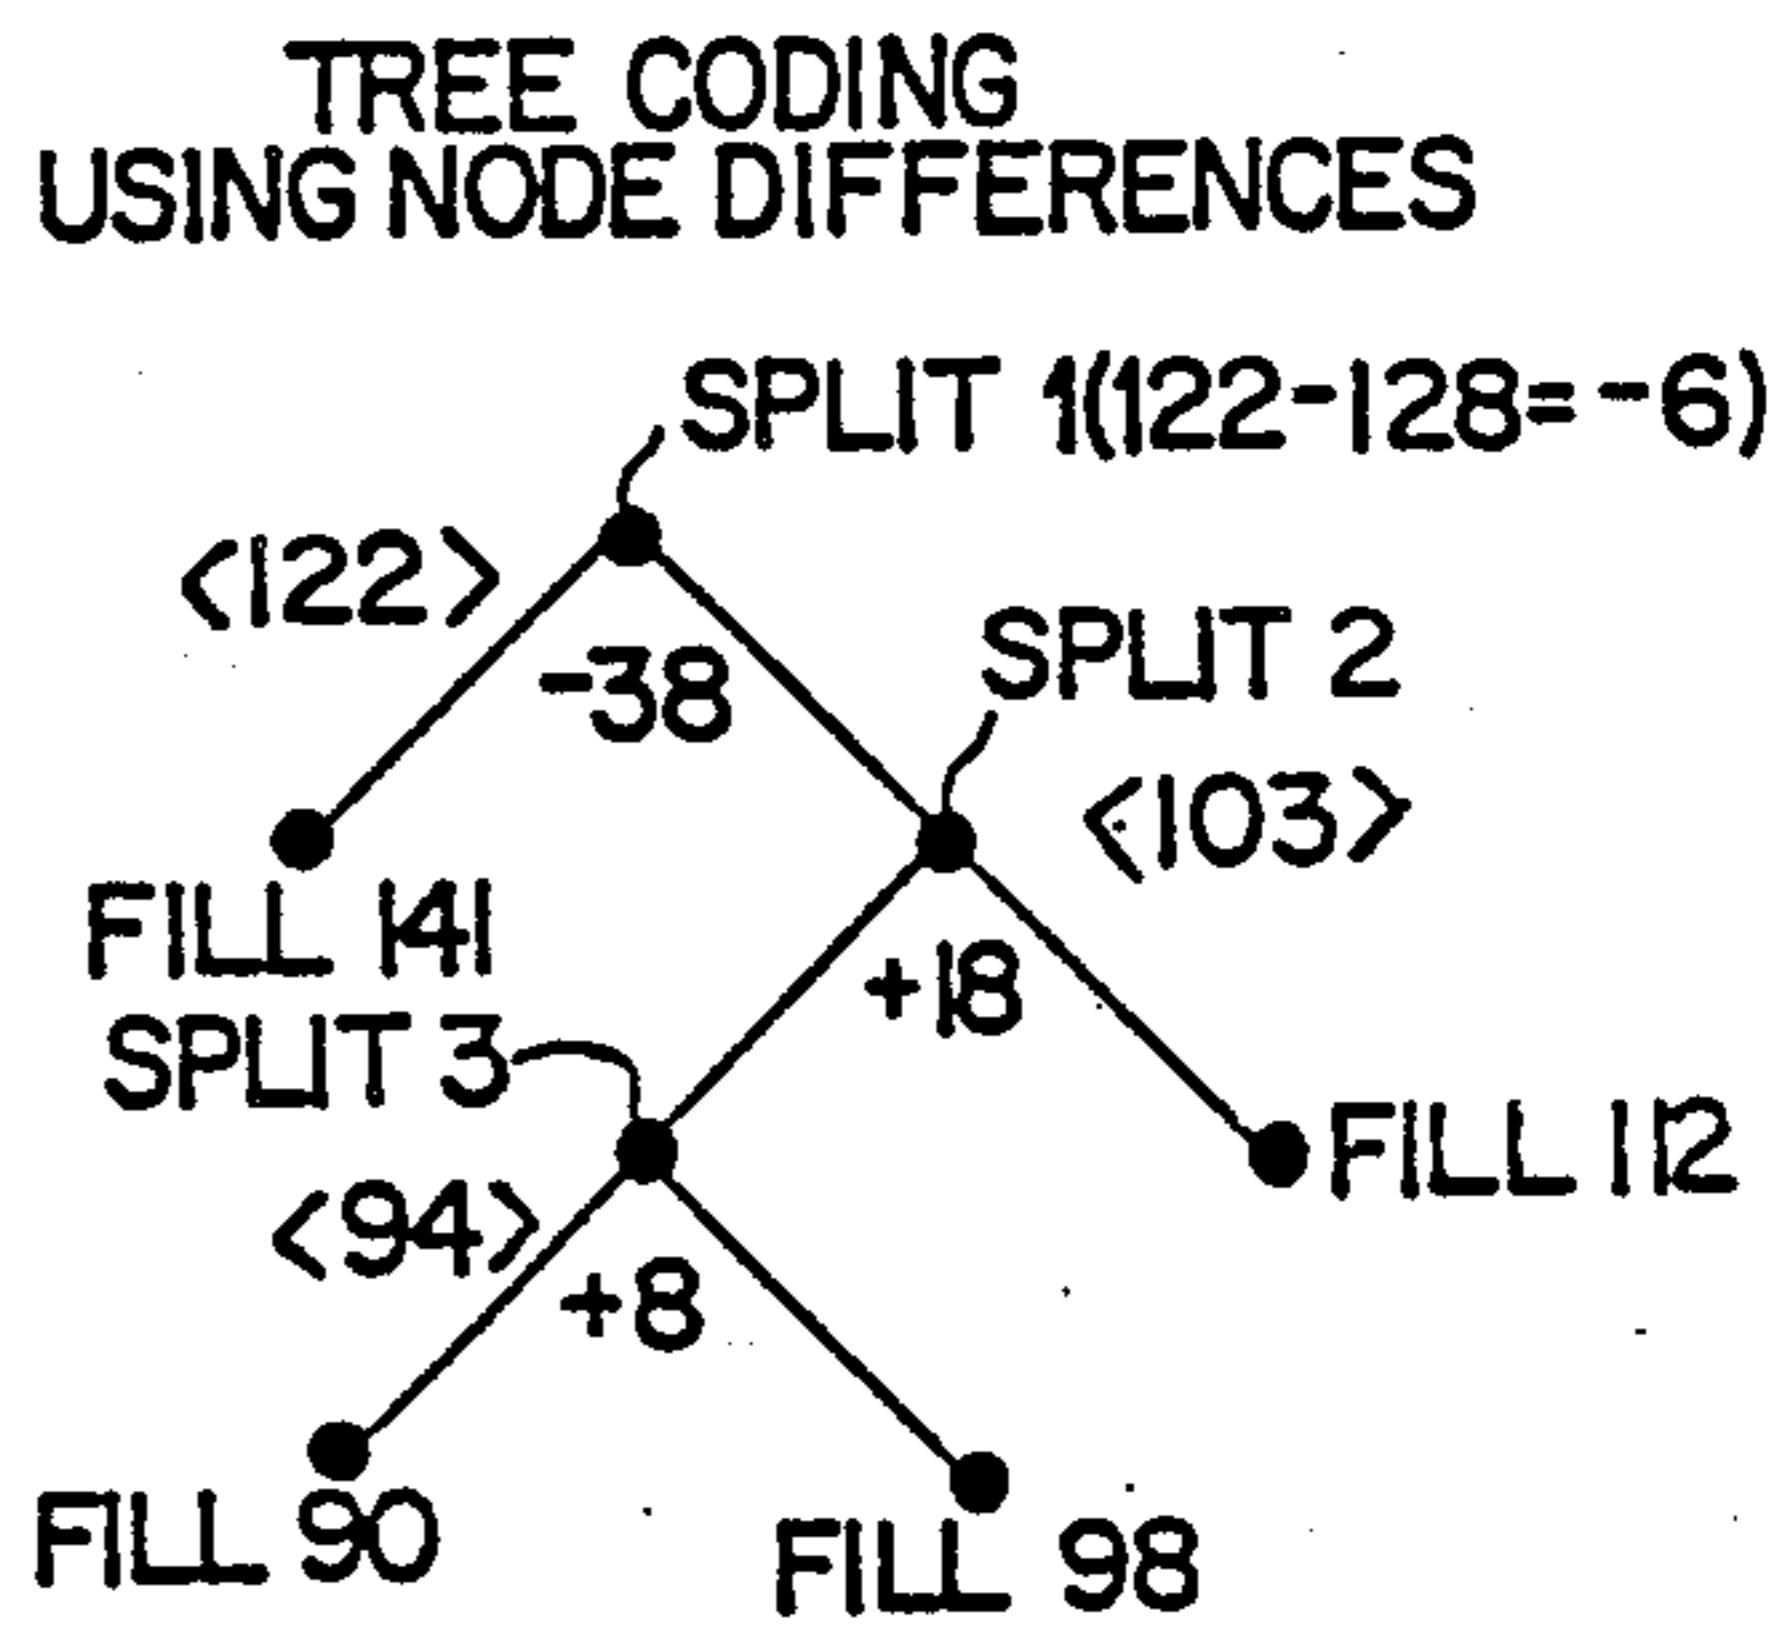 TREE CODING
USING NODE DIFFERENCES
SPLIT 1(122-128= -6)
<122>
SPLIT 2
-38
<103>
FILL 141
+18
SPLIT 3
FILL 112
<94>
+8
FILL 90
FILL 98